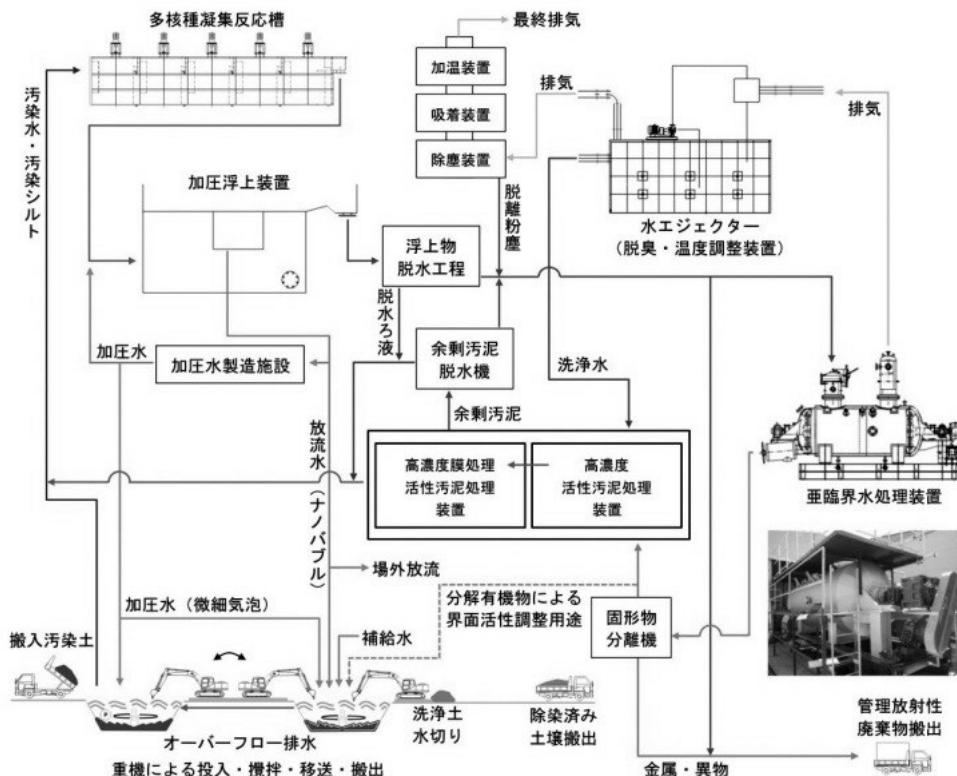 多核種凝集反応槽
最終排気
加温装置
吸着装置
除塵装置
排気
排気
汚染水・汚染シルト
加圧浮上装置
脱離粉塵
水エジェクター
（脱臭・温度調整装置）
浮上物
脱水工程
脱水ろ液
加圧水
加圧水製造施設
余剰汚泥
脱水機
洗浄水
余剰汚泥
放流水（ナノバブル）
高濃度膜処理
活性汚泥処理
装置
高濃度
活性汚泥処理
装置
亜臨界水処理装置
場外放流
加圧水（微細気泡）
分解有機物による
界面活性調整用途
固形物
分離機
搬入汚染土
補給水
洗浄土
水切り
除染済み
土壌搬出
管理放射性
廃棄物搬出
オーバーフロー排水
重機による投入・攪拌・移送・搬出
金属・異物